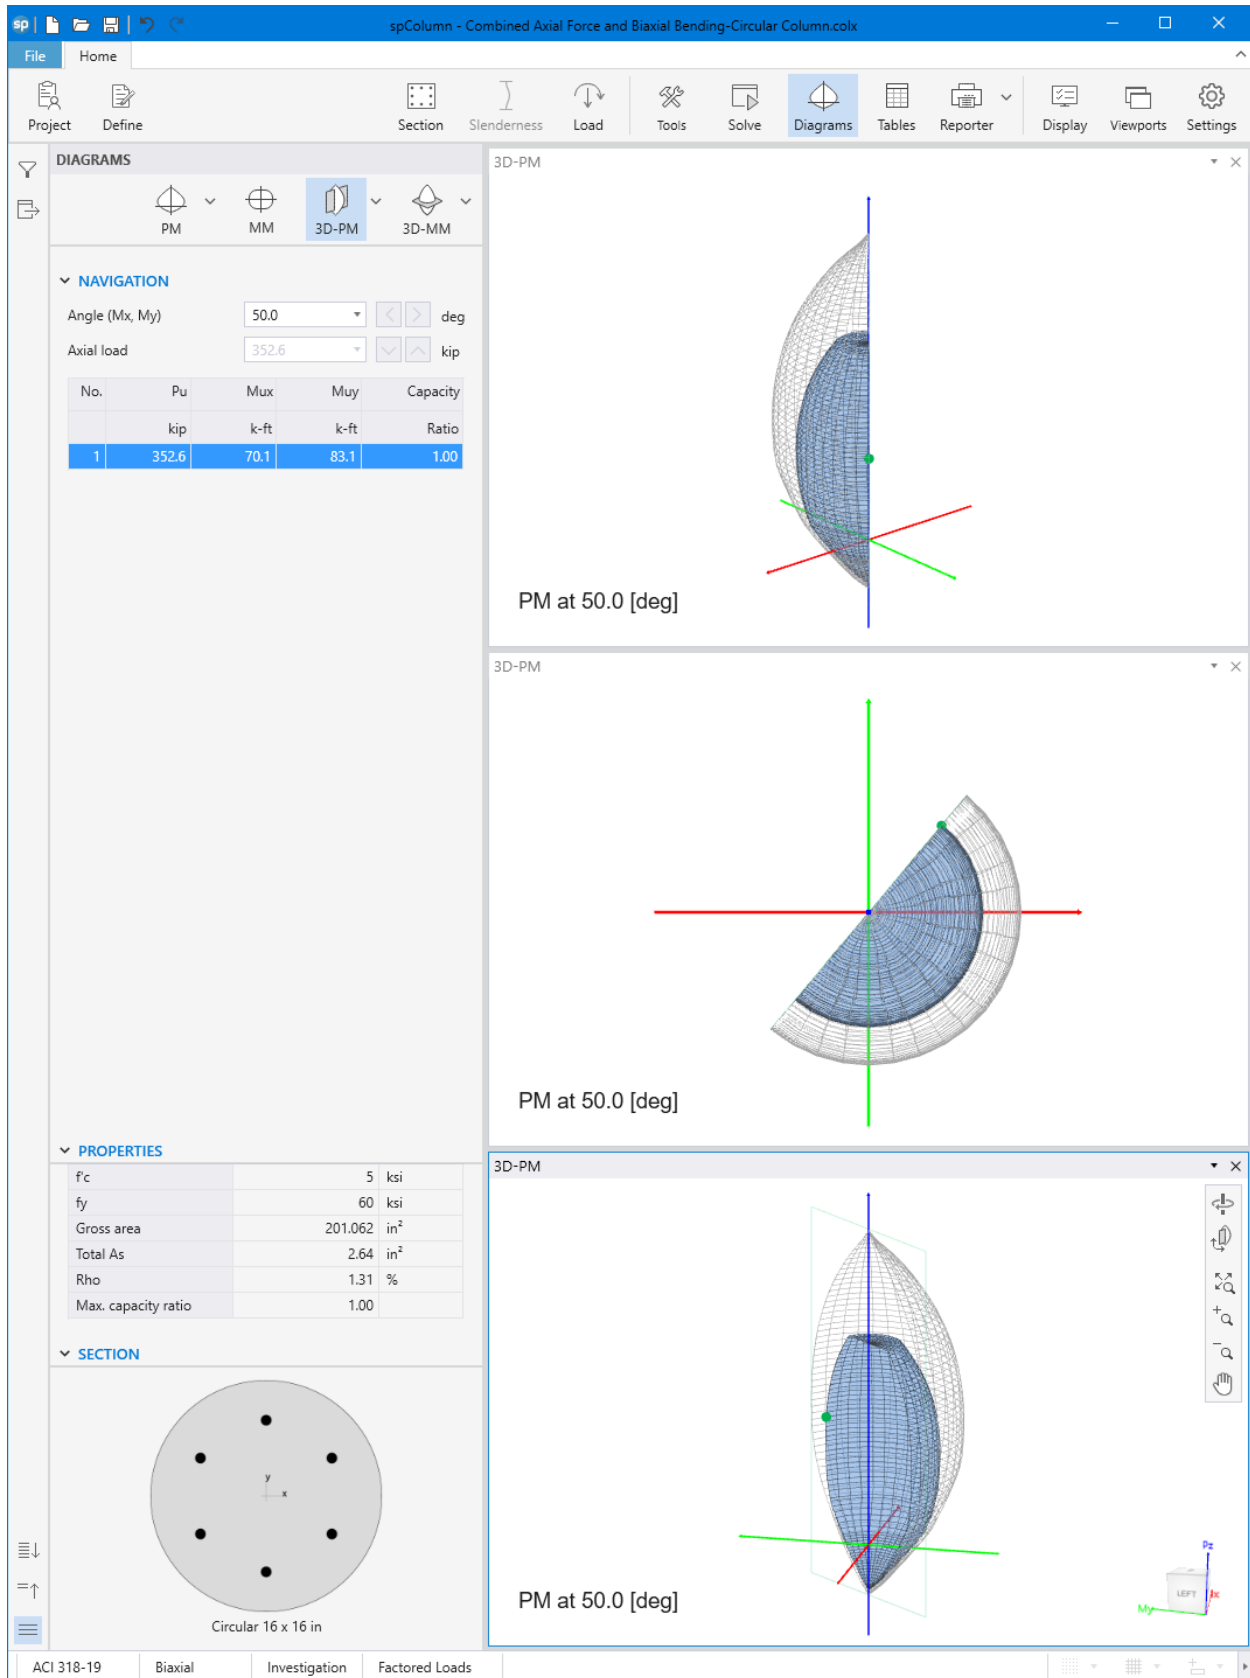 sp
spColumn - Combined Axial Force and Biaxial Bending-Circular Column.colx
File
Home
Project
Define
Section
Slenderness
Load
Tools
Solve
Diagrams
Tables
Reporter
Display
Viewports
Settings
DIAGRAMS
PM
MM
3D-PM
3D-MM
NAVIGATION
Angle (Mx, My) 50.0 deg
Axial load 352.6 kip
No. Pu Mux Muy Capacity
kip k-ft k-ft Ratio
1 352.6 70.1 83.1 1.00
PROPERTIES
f'c 5 ksi
fy 60 ksi
Gross area 201.062 in²
Total As 2.64 in²
Rho 1.31 %
Max. capacity ratio 1.00
SECTION
y
x
Circular 16 x 16 in
3D-PM
PM at 50.0 [deg]
3D-PM
PM at 50.0 [deg]
3D-PM
Pz
LEFT
My
PM at 50.0 [deg]
ACI 318-19
Biaxial
Investigation
Factored Loads